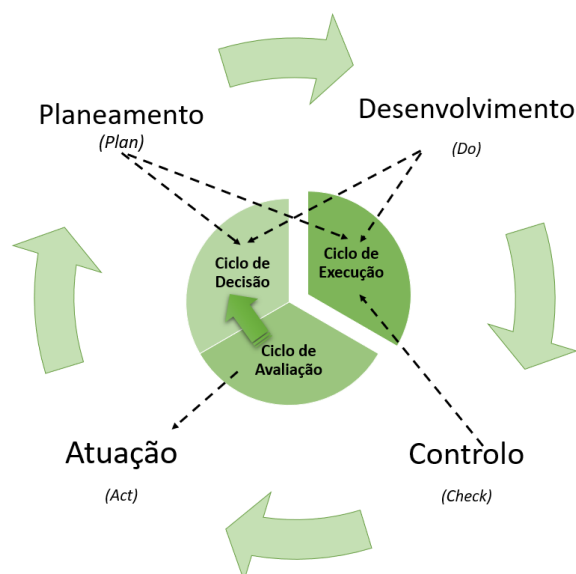 Planeamento
(Plan)
Desenvolvimento
(Do)
Ciclo de
Decisão
Ciclo de
Execução
Ciclo de
Avaliação
Atuação
(Act)
Controlo
(Check)